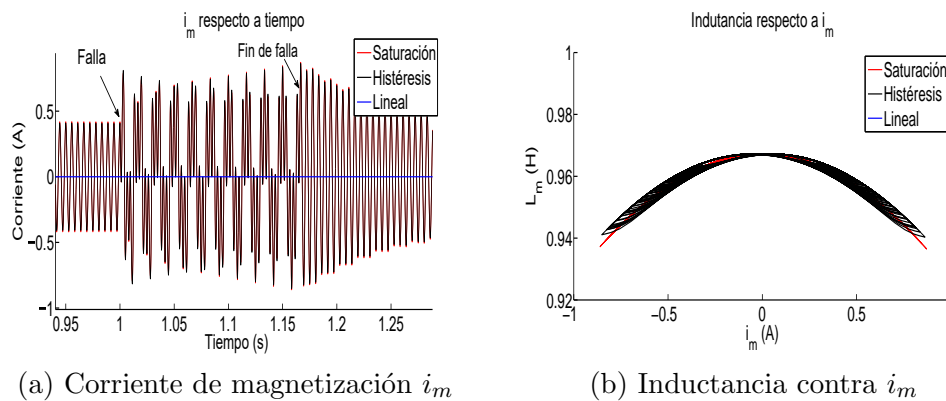 i_m respecto a tiempo
Falla
Fin de falla
Saturación
Histéresis
Lineal
Corriente (A)
0.5
0
−0.5
−1
0.95
1
1.05
1.1
1.15
1.2
1.25
Tiempo (s)
(a) Corriente de magnetización i_m
Indutancia respecto a i_m
Saturación
Histéresis
Lineal
L_m (H)
1
0.98
0.96
0.94
0.92
−1
−0.5
0
0.5
i_m (A)
(b) Inductancia contra i_m